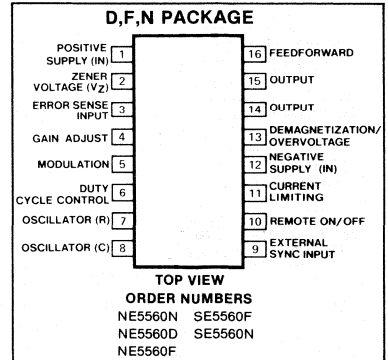 D,F,N PACKAGE
POSITIVE
SUPPLY (IN) 1
ZENER
VOLTAGE (VZ) 2
ERROR SENSE
INPUT 3
GAIN ADJUST 4
MODULATION 5
DUTY
CYCLE CONTROL 6
OSCILLATOR (R) 7
OSCILLATOR (C) 8
16 FEEDFORWARD
15 OUTPUT
14 OUTPUT
13 DEMAGNETIZATION/
OVERVOLTAGE
12 NEGATIVE
SUPPLY (IN)
11 CURRENT
LIMITING
10 REMOTE ON/OFF
9 EXTERNAL
SYNC INPUT
TOP VIEW
ORDER NUMBERS
NE5560N SE5560F
NE5560D SE5560N
NE5560F